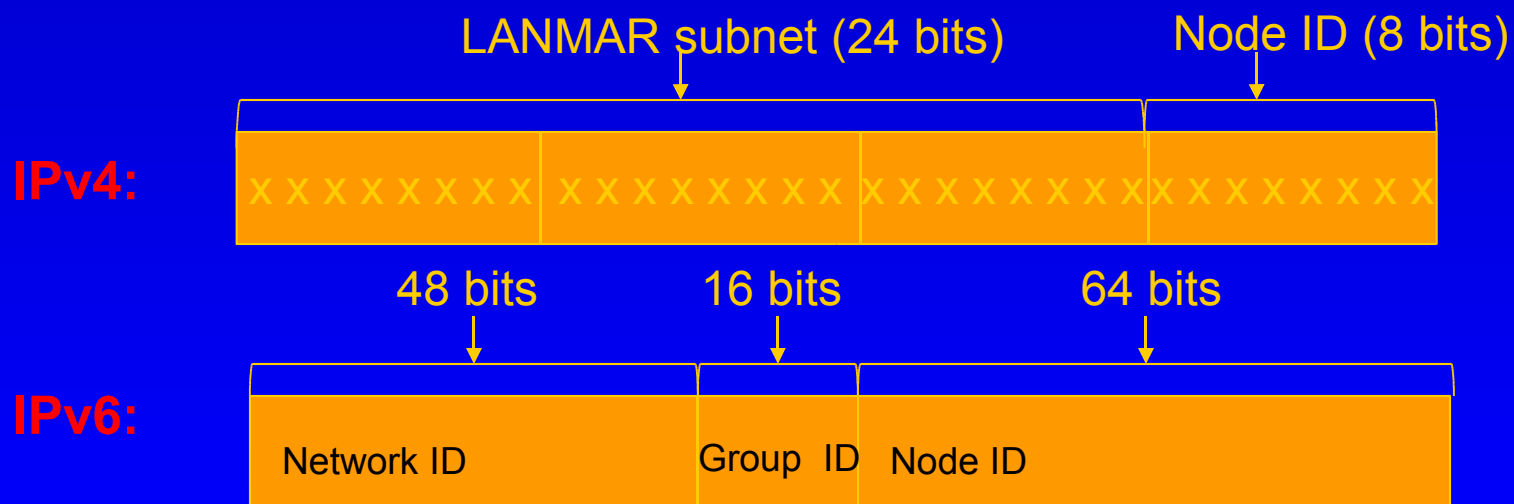 LANMAR subnet (24 bits) Node ID (8 bits)
IPv4: x x x x x x x x x x x x x x x x x x x x x x x x x x x x x x x x
48 bits 16 bits 64 bits
IPv6:
Network ID Group ID Node ID